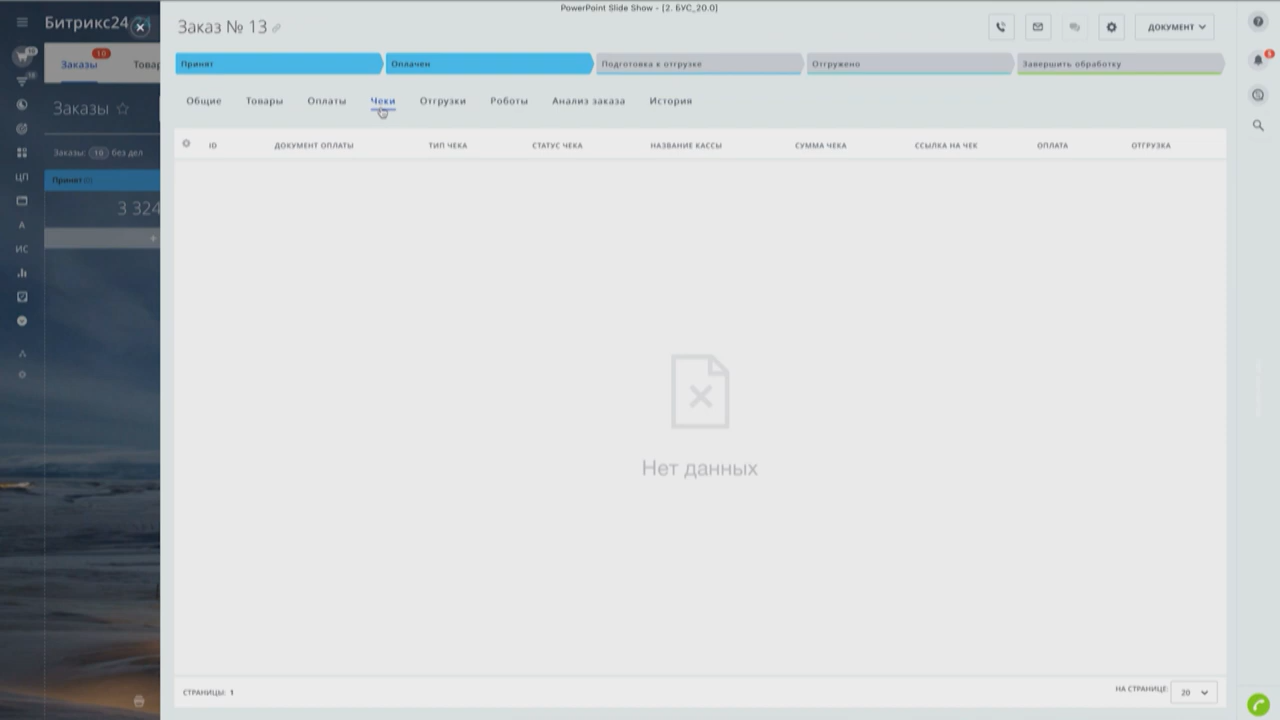 PowerPoint Slide Show - [2. БУС_20.0]
Битрикс24
Заказ № 13
ДОКУМЕНТ
Заказы
10
Товар
Принят
Оплачен
Подготовка к отгрузке
Отгружено
Завершить обработку
Общие
Товары
Оплаты
Чеки
Отгрузки
Роботы
Анализ заказа
История
Заказы
ID
ДОКУМЕНТ ОПЛАТЫ
ТИП ЧЕКА
СТАТУС ЧЕКА
НАЗВАНИЕ КАССЫ
СУММА ЧЕКА
ССЫЛКА НА ЧЕК
ОПЛАТА
ОТГРУЗКА
Заказы: 10 без дел
ЦП
Принят
3 324
+
А
ИС
Нет данных
СТРАНИЦЫ: 1
НА СТРАНИЦЕ: 20